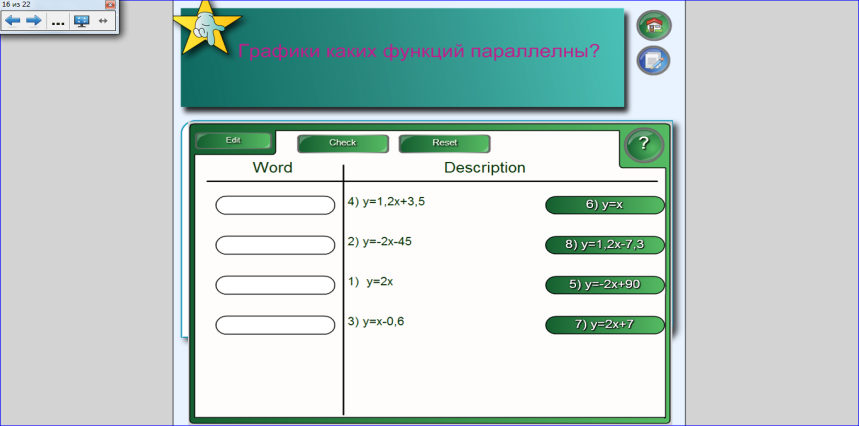 16 из 22
Графики каких функций параллелны?
Edit
Check
Reset
?
Word
Description
4) y=1,2x+3,5
6) y=x
2) y=-2x-45
8) y=1,2x-7,3
1) y=2x
5) y=-2x+90
3) y=x-0,6
7) y=2x+7